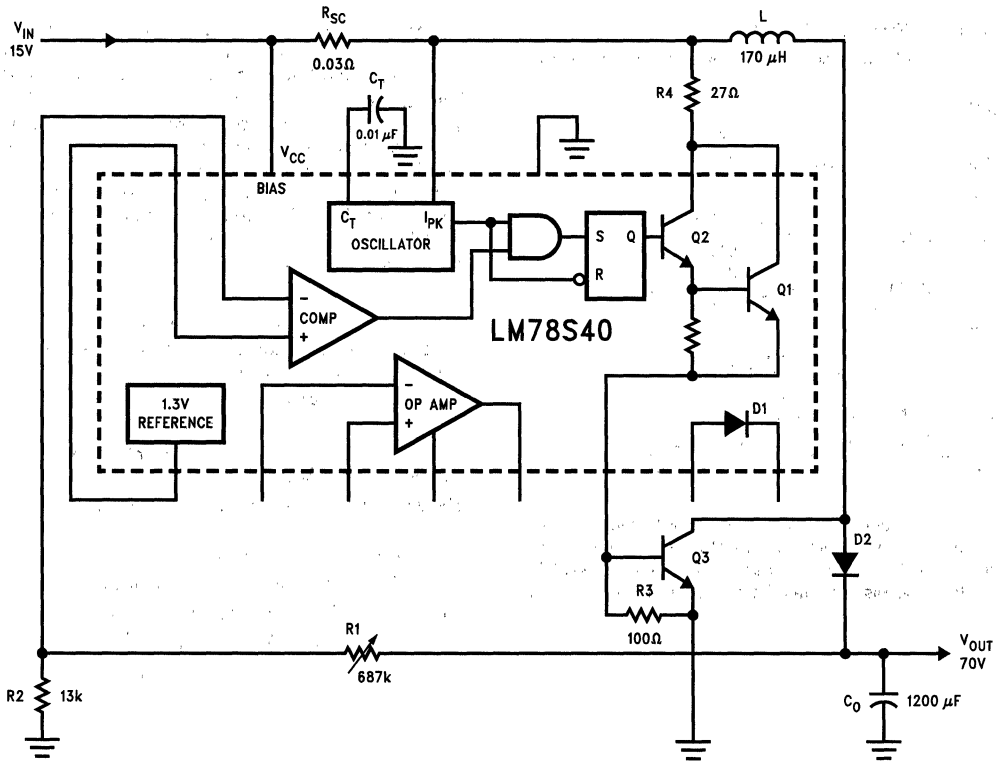 V_IN
15V
R_SC
0.03Ω
L
170 μH
R4
27Ω
C_T
0.01 μF
V_CC
BIAS
C_T
I_PK
OSCILLATOR
S
Q
R
Q2
Q1
−
COMP
+
LM78S40
1.3V
REFERENCE
−
OP AMP
+
D1
Q3
D2
R3
100Ω
R1
687k
V_OUT
70V
R2
13k
C_O
1200 μF